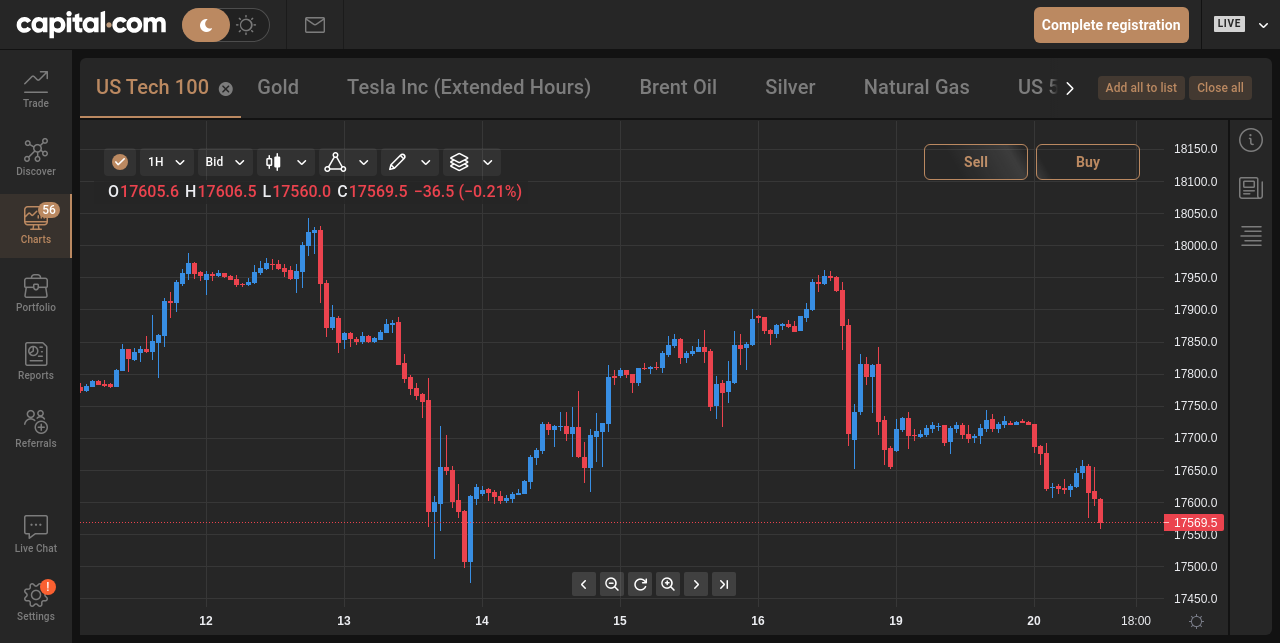 capital.com
Complete registration
LIVE
US Tech 100
Gold
Tesla Inc (Extended Hours)
Brent Oil
Silver
Natural Gas
US 5
Add all to list
Close all
Trade
Discover
56
Charts
Portfolio
Reports
Referrals
Live Chat
!
Settings
1H
Bid
Sell
Buy
O17605.6 H17606.5 L17560.0 C17569.5 −36.5 (−0.21%)
18150.0
18100.0
18050.0
18000.0
17950.0
17900.0
17850.0
17800.0
17750.0
17700.0
17650.0
17600.0
17569.5
17550.0
17500.0
17450.0
12 13 14 15 16 19 20 18:00